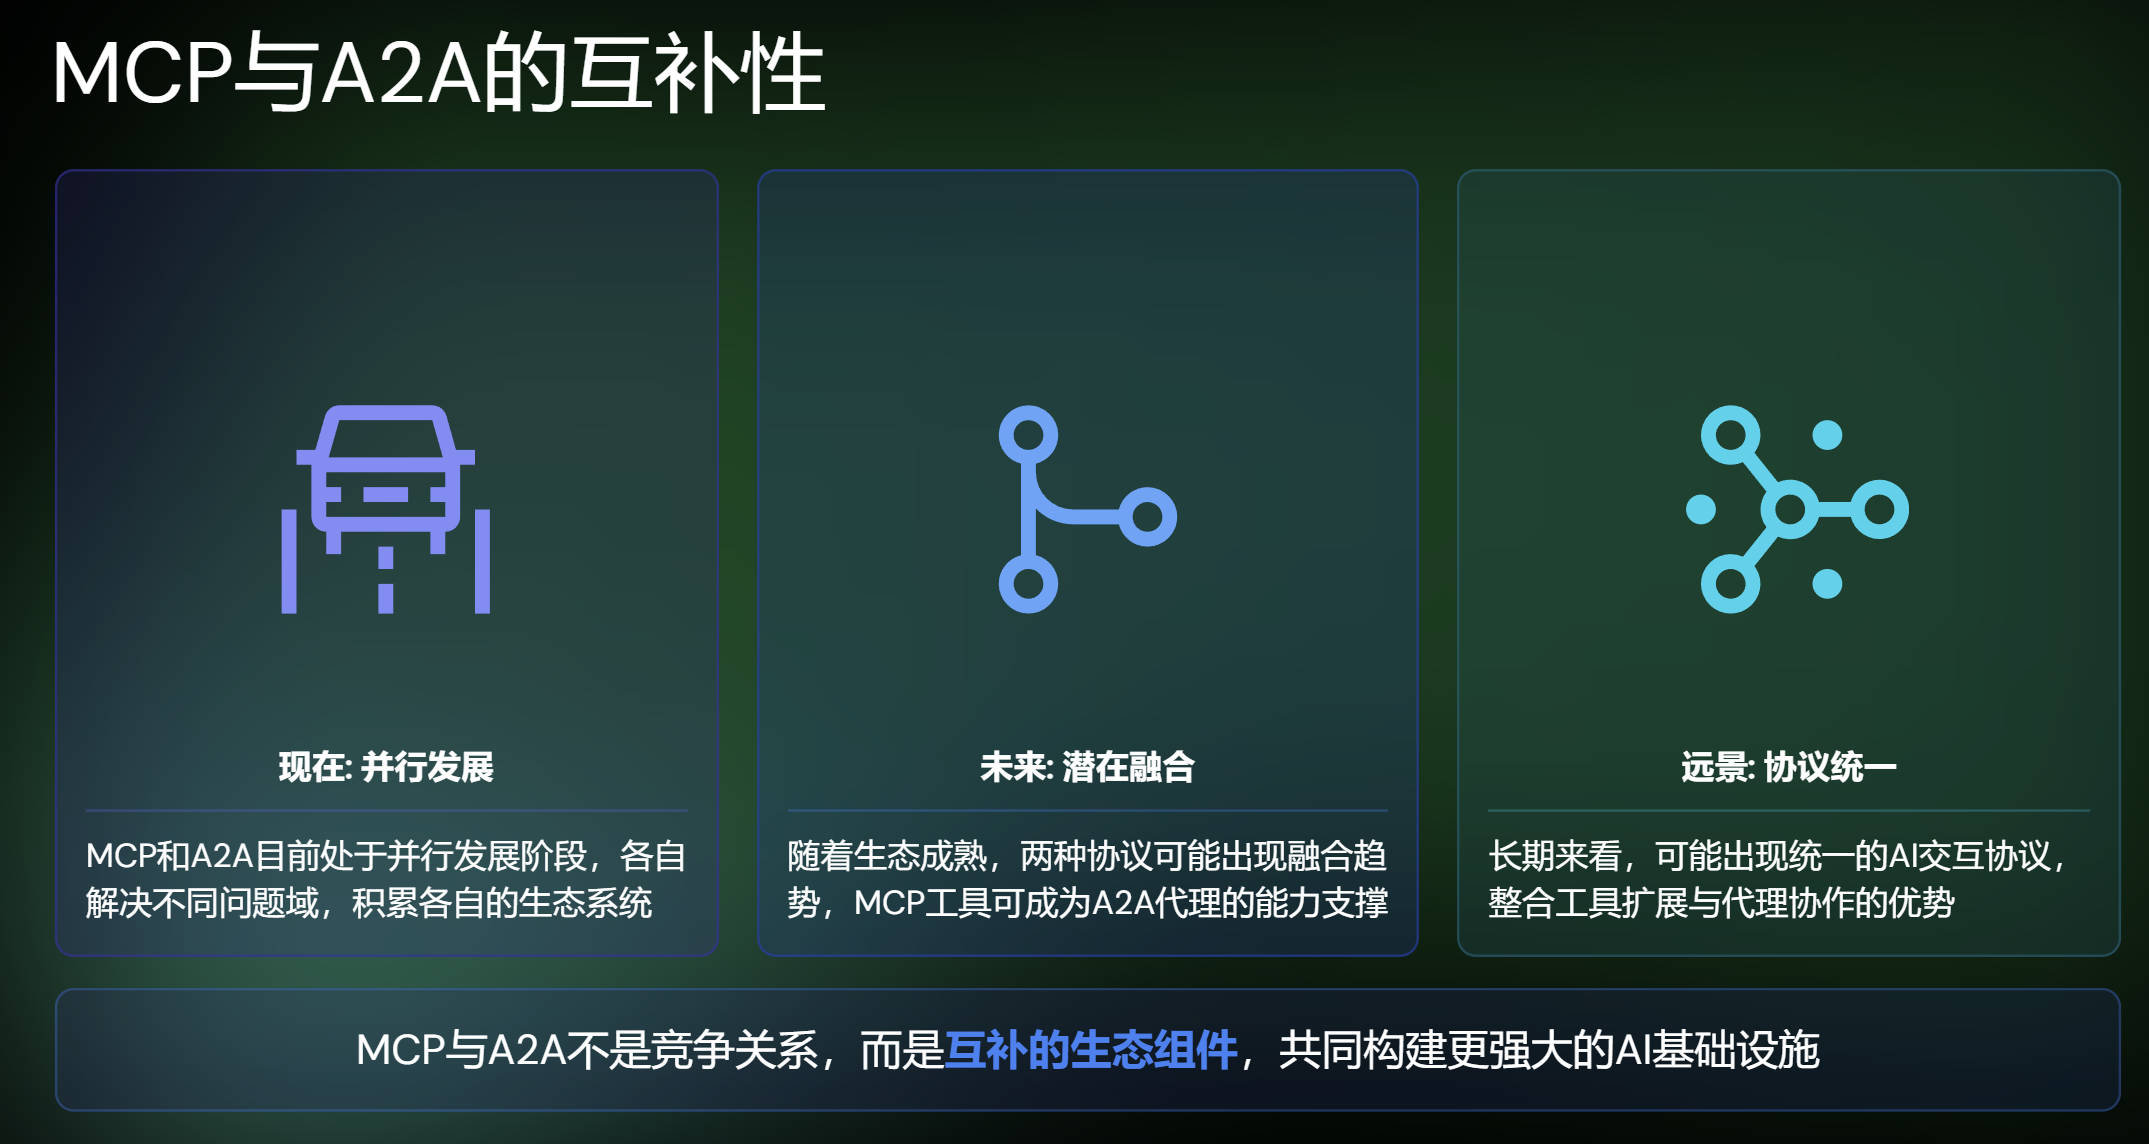 MCP与A2A的互补性
现在: 并行发展
MCP和A2A目前处于并行发展阶段，各自
解决不同问题域，积累各自的生态系统
未来: 潜在融合
随着生态成熟，两种协议可能出现融合趋
势，MCP工具可成为A2A代理的能力支撑
远景: 协议统一
长期来看，可能出现统一的AI交互协议，
整合工具扩展与代理协作的优势
MCP与A2A不是竞争关系，而是互补的生态组件，共同构建更强大的AI基础设施